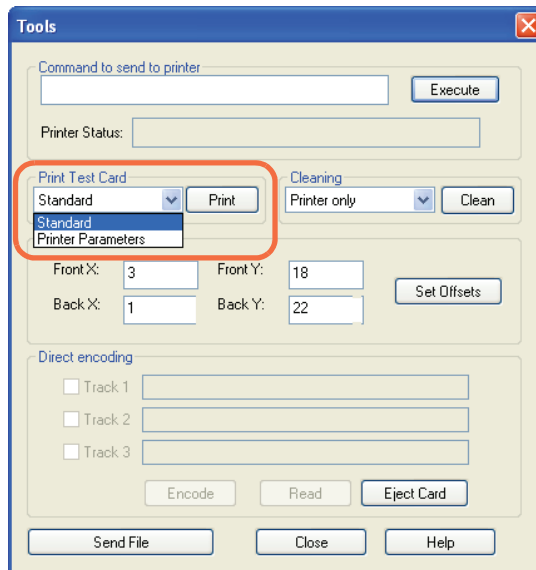 Tools
Command to send to printer
Execute
Printer Status:
Print Test Card
Cleaning
Standard
Print
Printer only
Clean
Standard
Printer Parameters
Front X: 3 Front Y: 18
Set Offsets
Back X: 1 Back Y: 22
Direct encoding
Track 1
Track 2
Track 3
Encode Read Eject Card
Send File Close Help